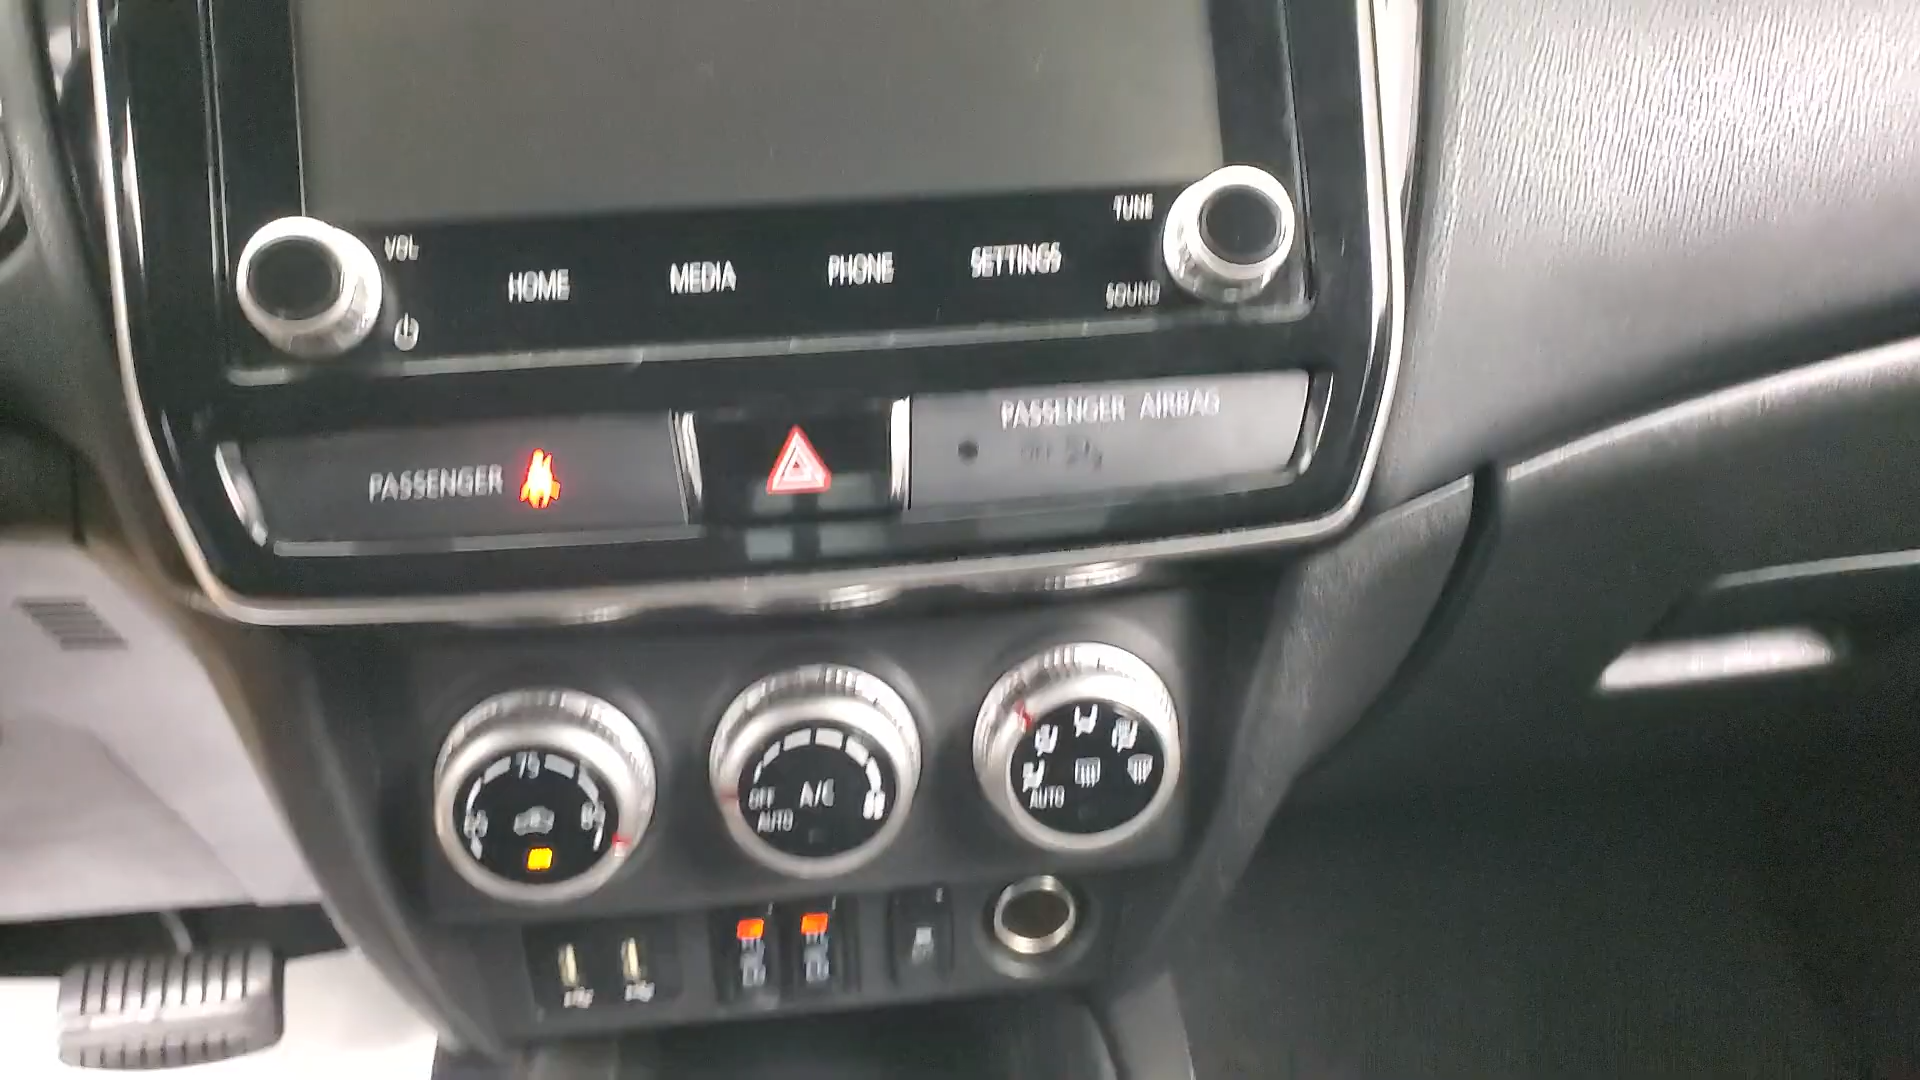 VOL
HOME
MEDIA
PHONE
SETTINGS
TUNE
SOUND
PASSENGER
PASSENGER AIRBAG
75
OFF
A/C
AUTO
AUTO